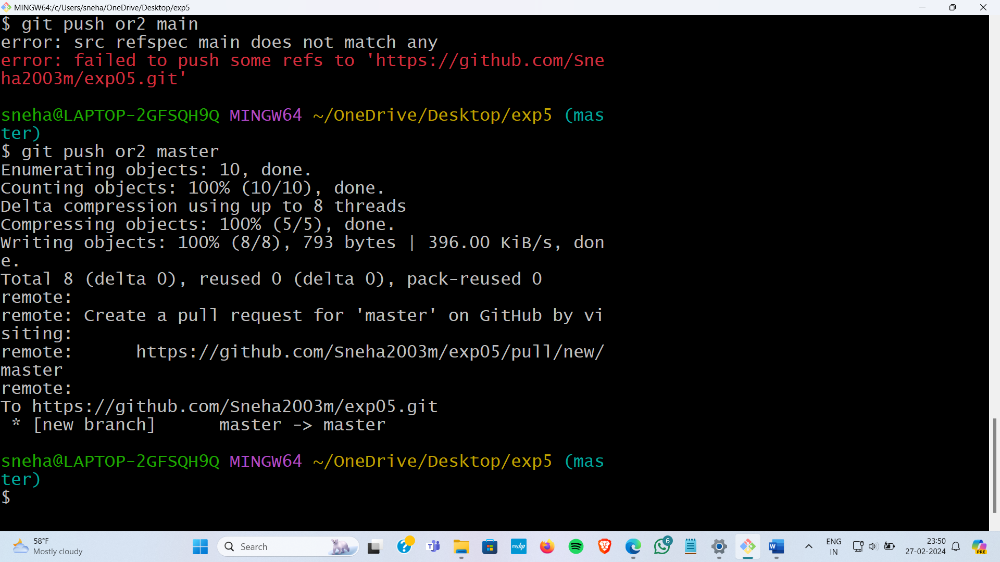 MINGW64:/c/Users/sneha/OneDrive/Desktop/exp5
$ git push or2 main
error: src refspec main does not match any
error: failed to push some refs to 'https://github.com/Sne
ha2003m/exp05.git'
sneha@LAPTOP-2GFSQH9Q MINGW64 ~/OneDrive/Desktop/exp5 (mas
ter)
$ git push or2 master
Enumerating objects: 10, done.
Counting objects: 100% (10/10), done.
Delta compression using up to 8 threads
Compressing objects: 100% (5/5), done.
Writing objects: 100% (8/8), 793 bytes | 396.00 KiB/s, don
e.
Total 8 (delta 0), reused 0 (delta 0), pack-reused 0
remote:
remote: Create a pull request for 'master' on GitHub by vi
siting:
remote:      https://github.com/Sneha2003m/exp05/pull/new/
master
remote:
To https://github.com/Sneha2003m/exp05.git
 * [new branch]      master -> master
sneha@LAPTOP-2GFSQH9Q MINGW64 ~/OneDrive/Desktop/exp5 (mas
ter)
$
58°F
Mostly cloudy
Search
myhp
6
W
ENG
IN
23:50
27-02-2024
PRE